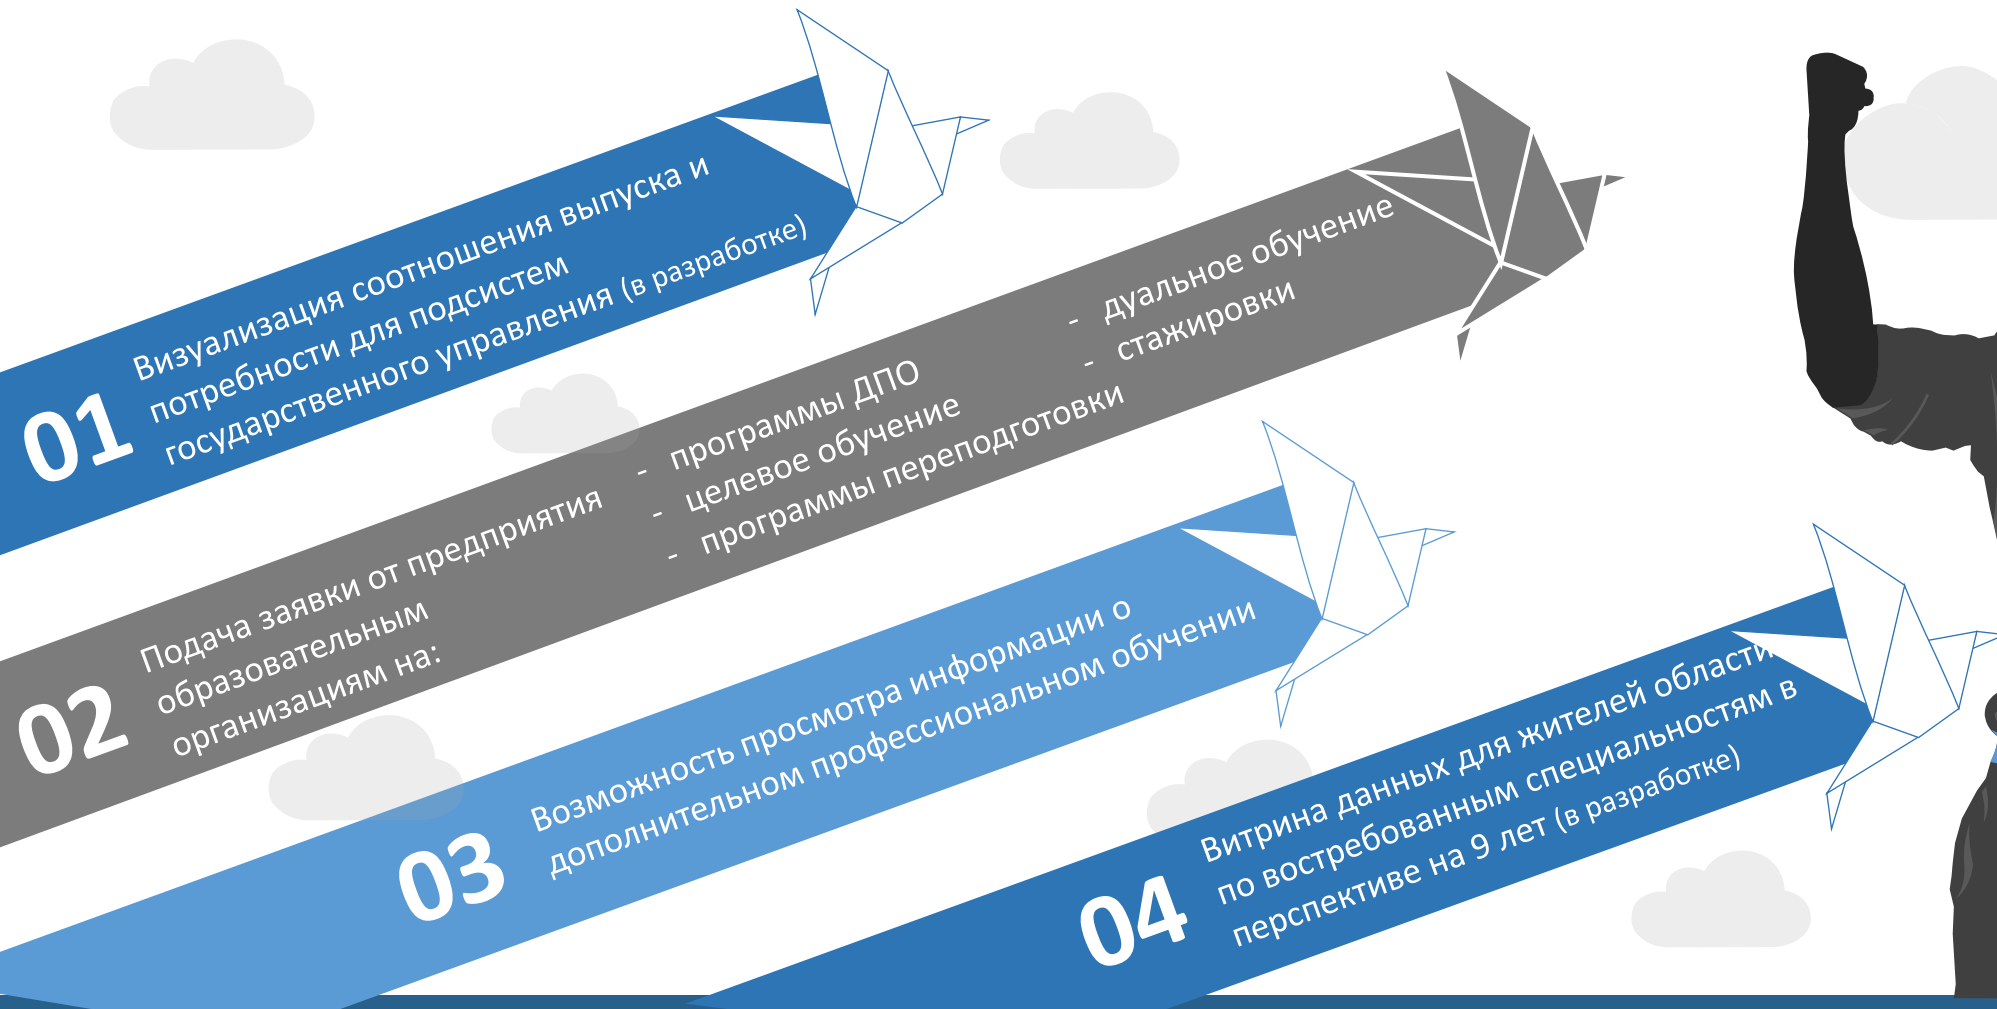 01
Визуализация соотношения выпуска и
потребности для подсистем
государственного управления (в разработке)
02
Подача заявки от предприятия
образовательным
организациям на:
- программы ДПО
- целевое обучение
- программы переподготовки
- дуальное обучение
- стажировки
03
Возможность просмотра информации о
дополнительном профессиональном обучении
04
Витрина данных для жителей области
по востребованным специальностям в
перспективе на 9 лет (в разработке)